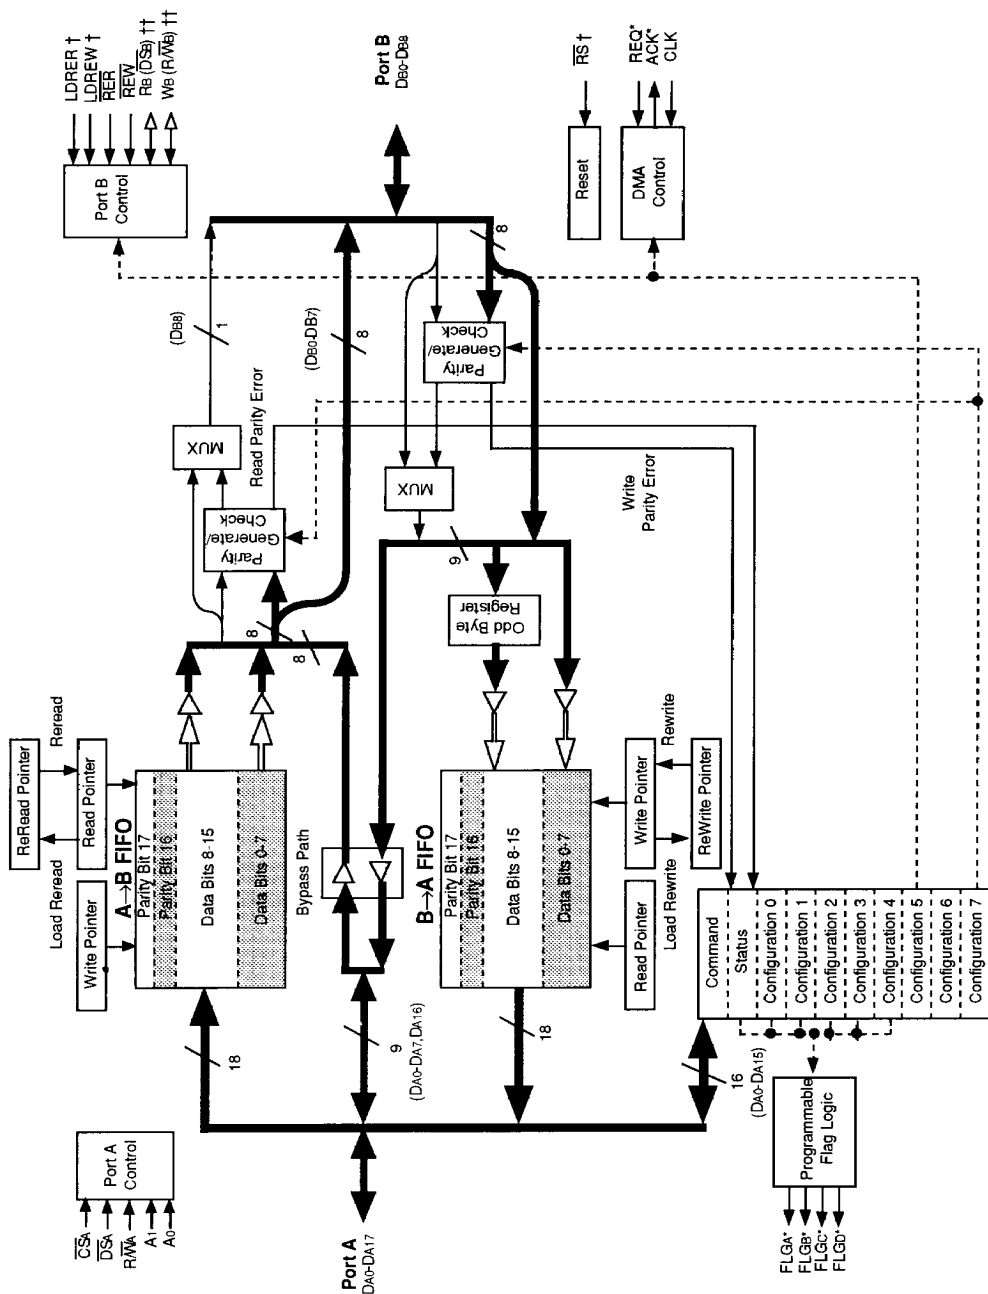 CSA
DSA
R/WA
A1
A0
Port A
Control
Port A
DA0-DA17
18
9
(DA0-DA7,DA16)
18
16
(DA0-DA15)
Programmable
Flag Logic
FLGA*
FLGB*
FLGC*
FLGD*
ReRead Pointer
Load Reread
Reread
Write Pointer
Read Pointer
A→B FIFO
Parity Bit 17
Parity Bit 16
Data Bits 8-15
Data Bits 0-7
Bypass Path
B→A FIFO
Parity Bit 17
Parity Bit 16
Data Bits 8-15
Data Bits 0-7
Read Pointer
Write Pointer
Load Rewrite
Rewrite
ReWrite Pointer
Command
Status
Configuration 0
Configuration 1
Configuration 2
Configuration 3
Configuration 4
Configuration 5
Configuration 6
Configuration 7
8
8
Parity
Generate/
Check
MUX
Read Parity Error
(DB8)
1
(DB0-DB7)
8
9
Odd Byte
Register
MUX
Parity
Generate/
Check
8
Write
Parity Error
Port B
Control
LDRER †
LDREW †
RER
REW
RB (DSB) ††
WB (R/WB) ††
Port B
DB0-DB8
Reset
RS †
DMA
Control
REQ*
ACK*
CLK